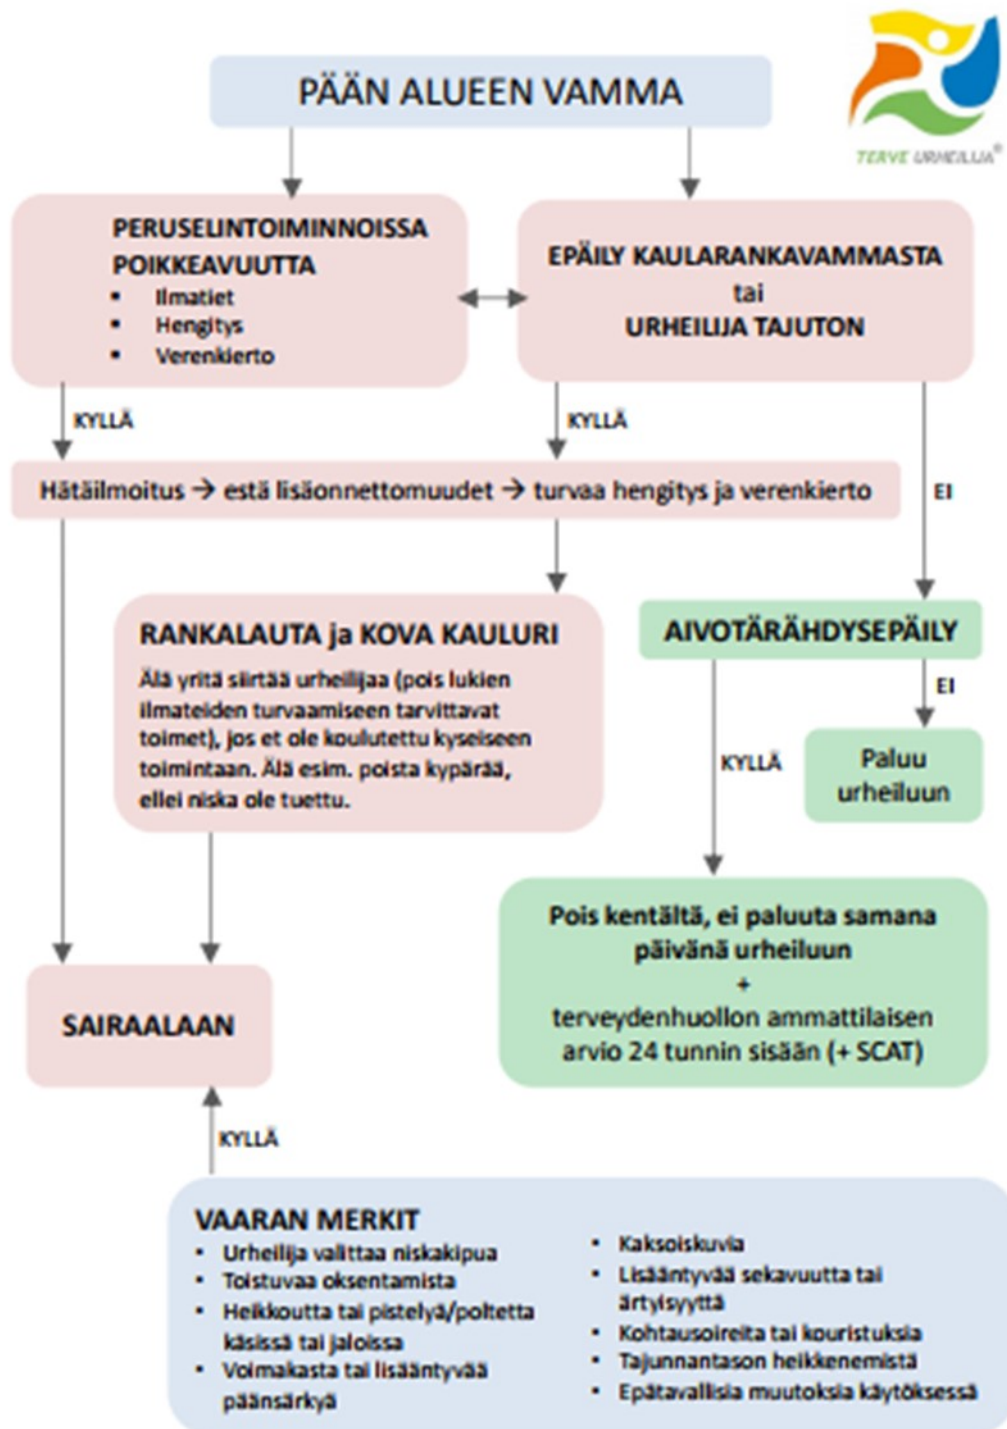 PÄÄN ALUEEN VAMMA
TERVE URHEILIJA®
PERUSELINTOIMINNOISSA
POIKKEAVUUTTA
▪ Ilmatiet
▪ Hengitys
▪ Verenkierto
EPÄILY KAULARANKAVAMMASTA
tai
URHEILIJA TAJUTON
KYLLÄ
KYLLÄ
EI
Hätäilmoitus → estä lisäonnettomuudet → turvaa hengitys ja verenkierto
RANKALAUTA ja KOVA KAULURI
Älä yritä siirtää urheilijaa (pois lukien
ilmateiden turvaamiseen tarvittavat
toimet), jos et ole koulutettu kyseiseen
toimintaan. Älä esim. poista kypärää,
ellei niska ole tuettu.
AIVOTÄRÄHDYSEPÄILY
EI
KYLLÄ
Paluu
urheiluun
Pois kentältä, ei paluuta samana
päivänä urheiluun
+
terveydenhuollon ammattilaisen
arvio 24 tunnin sisään (+ SCAT)
SAIRAALAAN
KYLLÄ
VAARAN MERKIT
• Urheilija valittaa niskakipua
• Toistuvaa oksentamista
• Heikkoutta tai pistelyä/poltetta
käsissä tai jaloissa
• Voimakasta tai lisääntyvää
päänsärkyä
• Kaksoiskuvia
• Lisääntyvää sekavuutta tai
ärtyisyyttä
• Kohtausoireita tai kouristuksia
• Tajunnantason heikkenemistä
• Epätavallisia muutoksia käytöksessä